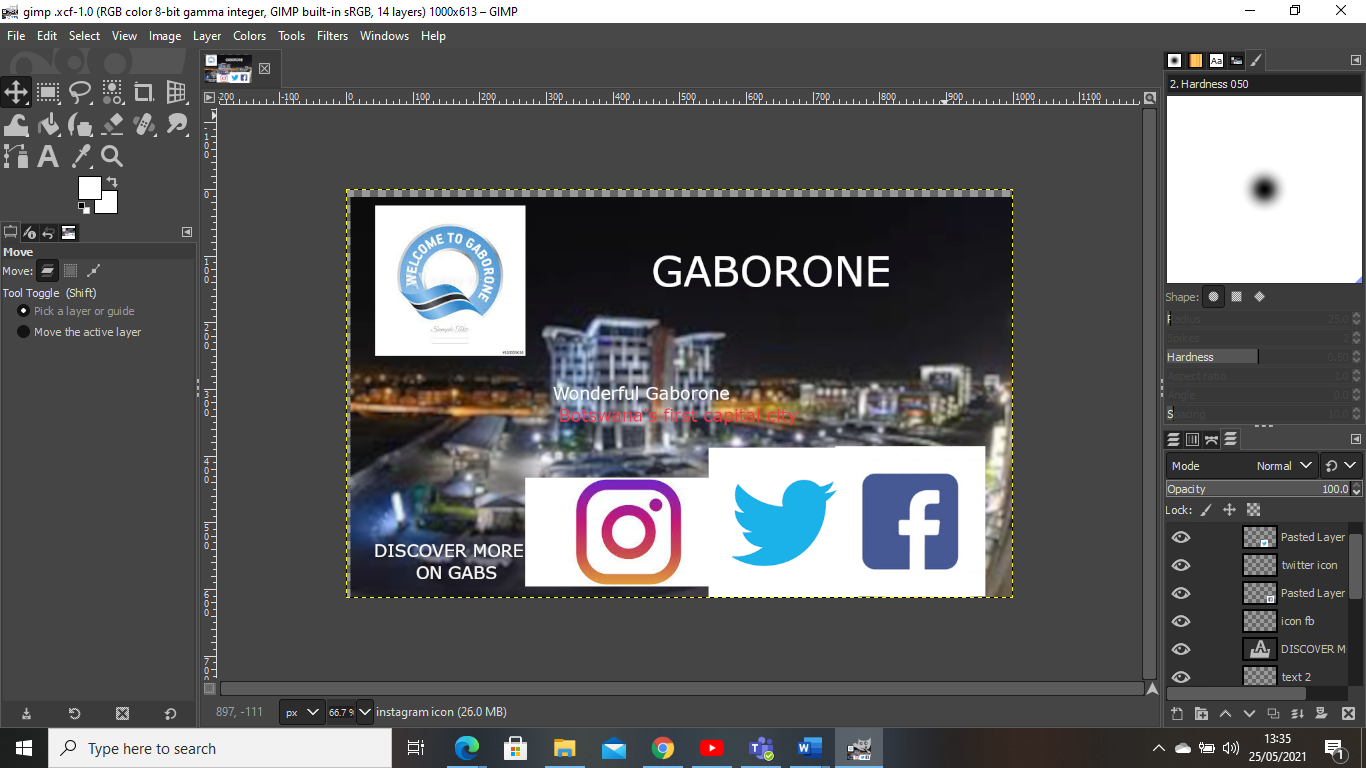 gimp .xcf-1.0 (RGB color 8-bit gamma integer, GIMP built-in sRGB, 14 layers) 1000x613 – GIMP
File Edit Select View Image Layer Colors Tools Filters Windows Help
-200 -100 0 100 200 300 400 500 600 700 800 900 1000 1100
2. Hardness 050
Move
Move:
Tool Toggle (Shift)
Pick a layer or guide
Move the active layer
WELCOME TO GABORONE
GABORONE
Wonderful Gaborone
Botswana's first capital city
DISCOVER MORE
ON GABS
Shape:
Radius 25.0
Spikes 2
Hardness 0.50
Aspect ratio 1.0
Angle 0.0
Spacing 10.0
Mode Normal
Opacity 100.0
Lock:
Pasted Layer
twitter icon
Pasted Layer
icon fb
DISCOVER M
text 2
897, -111 px 66.7 % instagram icon (26.0 MB)
Type here to search
13:35
25/05/2021
1